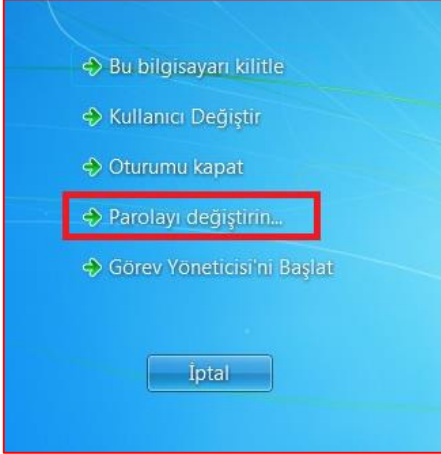 Bu bilgisayarı kilitle
Kullanıcı Değiştir
Oturumu kapat
Parolayı değiştirin...
Görev Yöneticisi'ni Başlat
İptal